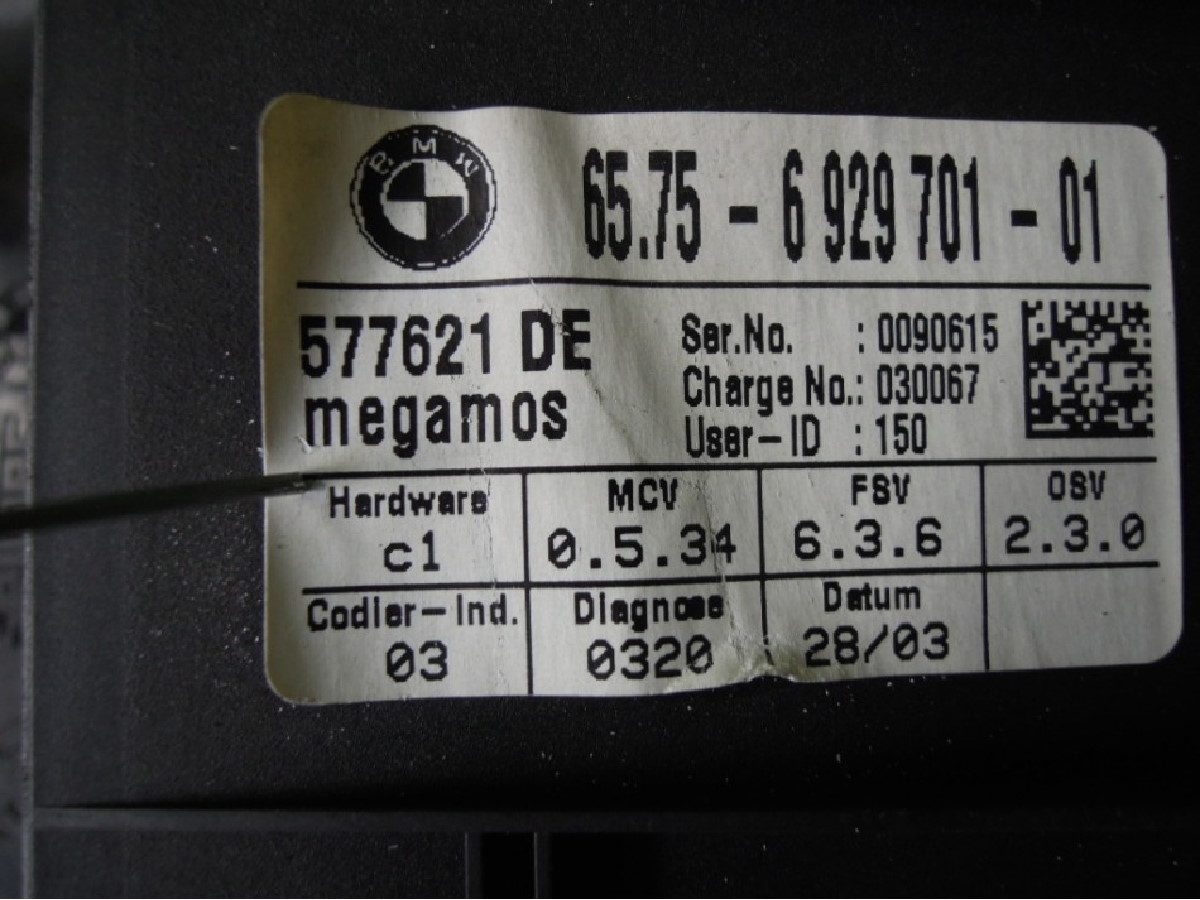 BMW
65.75 - 6 929 701 - 01
577621 DE
megamos
Ser.No. : 0090615
Charge No.: 030067
User-ID : 150
Hardware MCV FSV OSV
c1 0.5.34 6.3.6 2.3.0
Codier-Ind. Diagnose Datum
03 0320 28/03